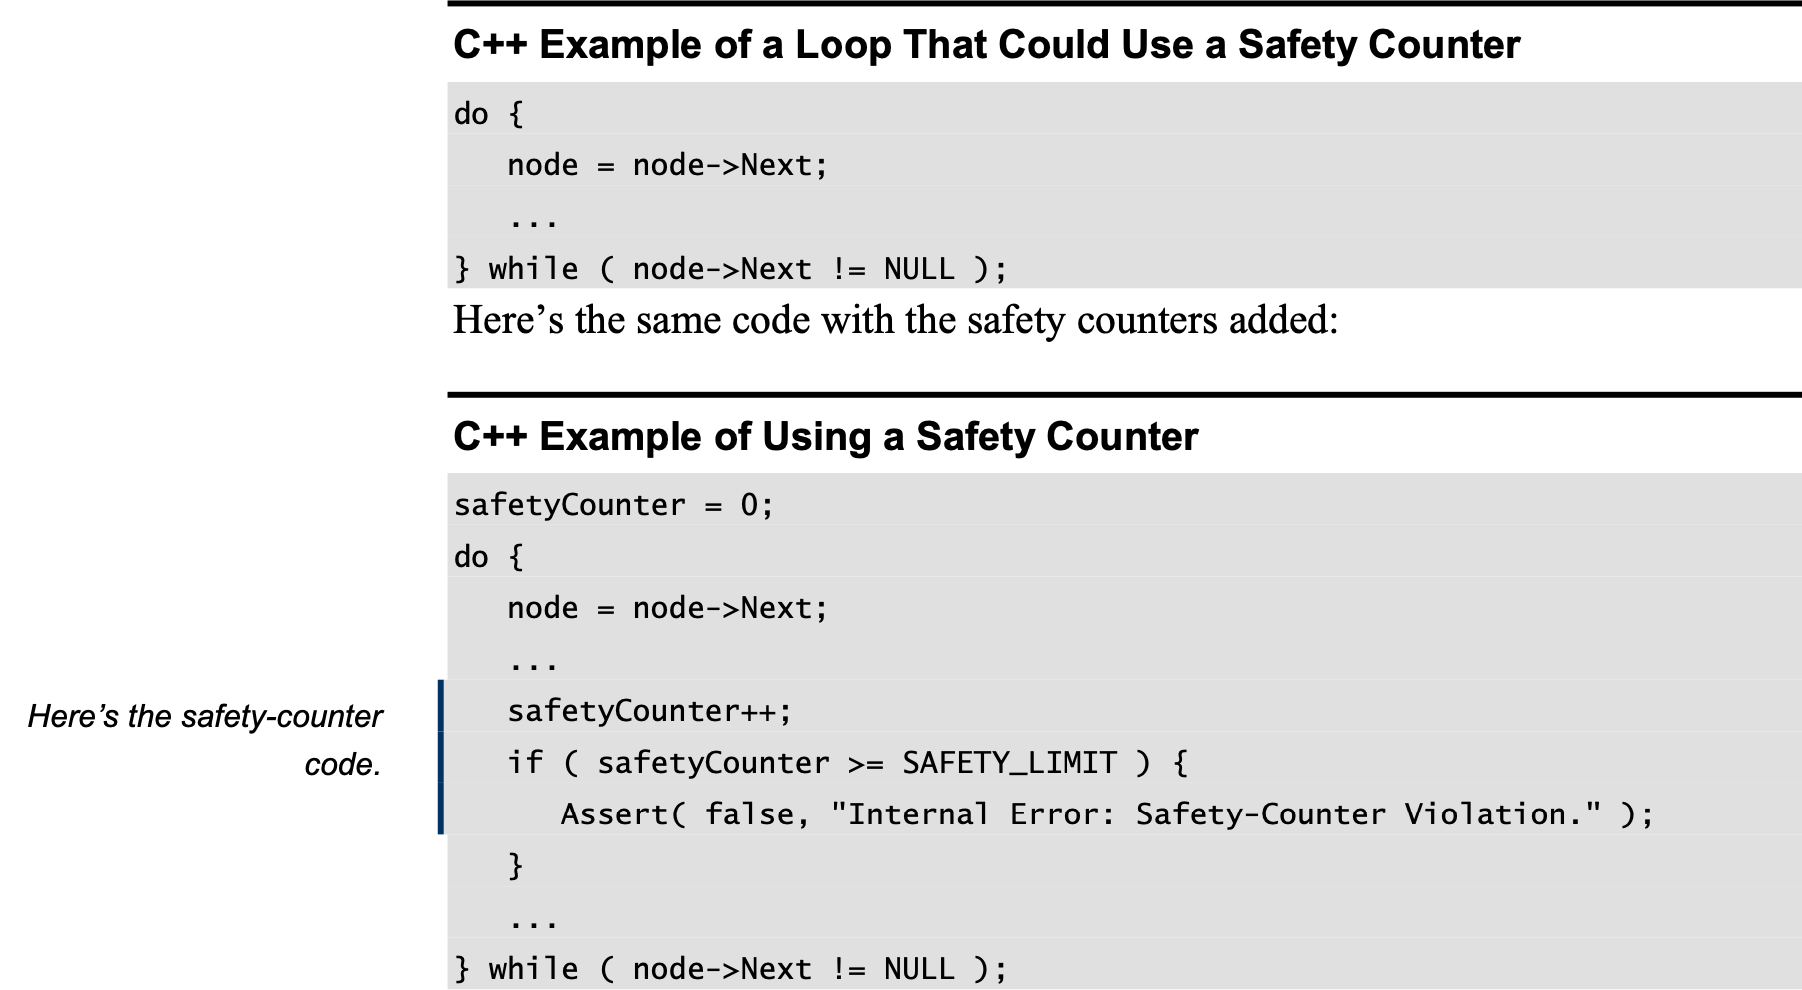 C++ Example of a Loop That Could Use a Safety Counter
do {
   node = node->Next;
   ...
} while ( node->Next != NULL );
Here’s the same code with the safety counters added:
C++ Example of Using a Safety Counter
safetyCounter = 0;
do {
   node = node->Next;
   ...
Here’s the safety-counter
code.
   safetyCounter++;
   if ( safetyCounter >= SAFETY_LIMIT ) {
      Assert( false, "Internal Error: Safety-Counter Violation." );
   }
   ...
} while ( node->Next != NULL );